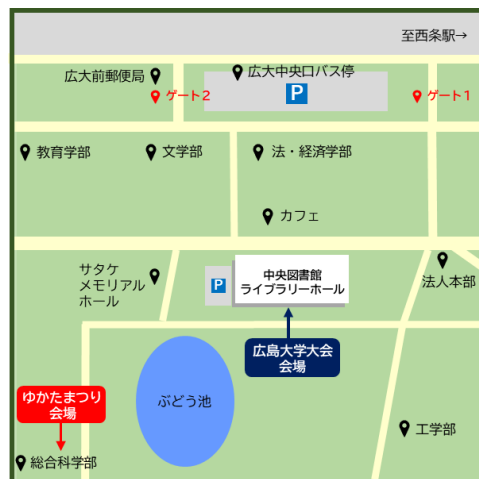 至西条駅→
広大前郵便局
広大中央口バス停
P
ゲート2
ゲート1
教育学部
文学部
法・経済学部
カフェ
サタケ
メモリアル
ホール
P
中央図書館
ライブラリーホール
法人本部
広島大学大会
会場
ゆかたまつり
会場
ぶどう池
工学部
総合科学部